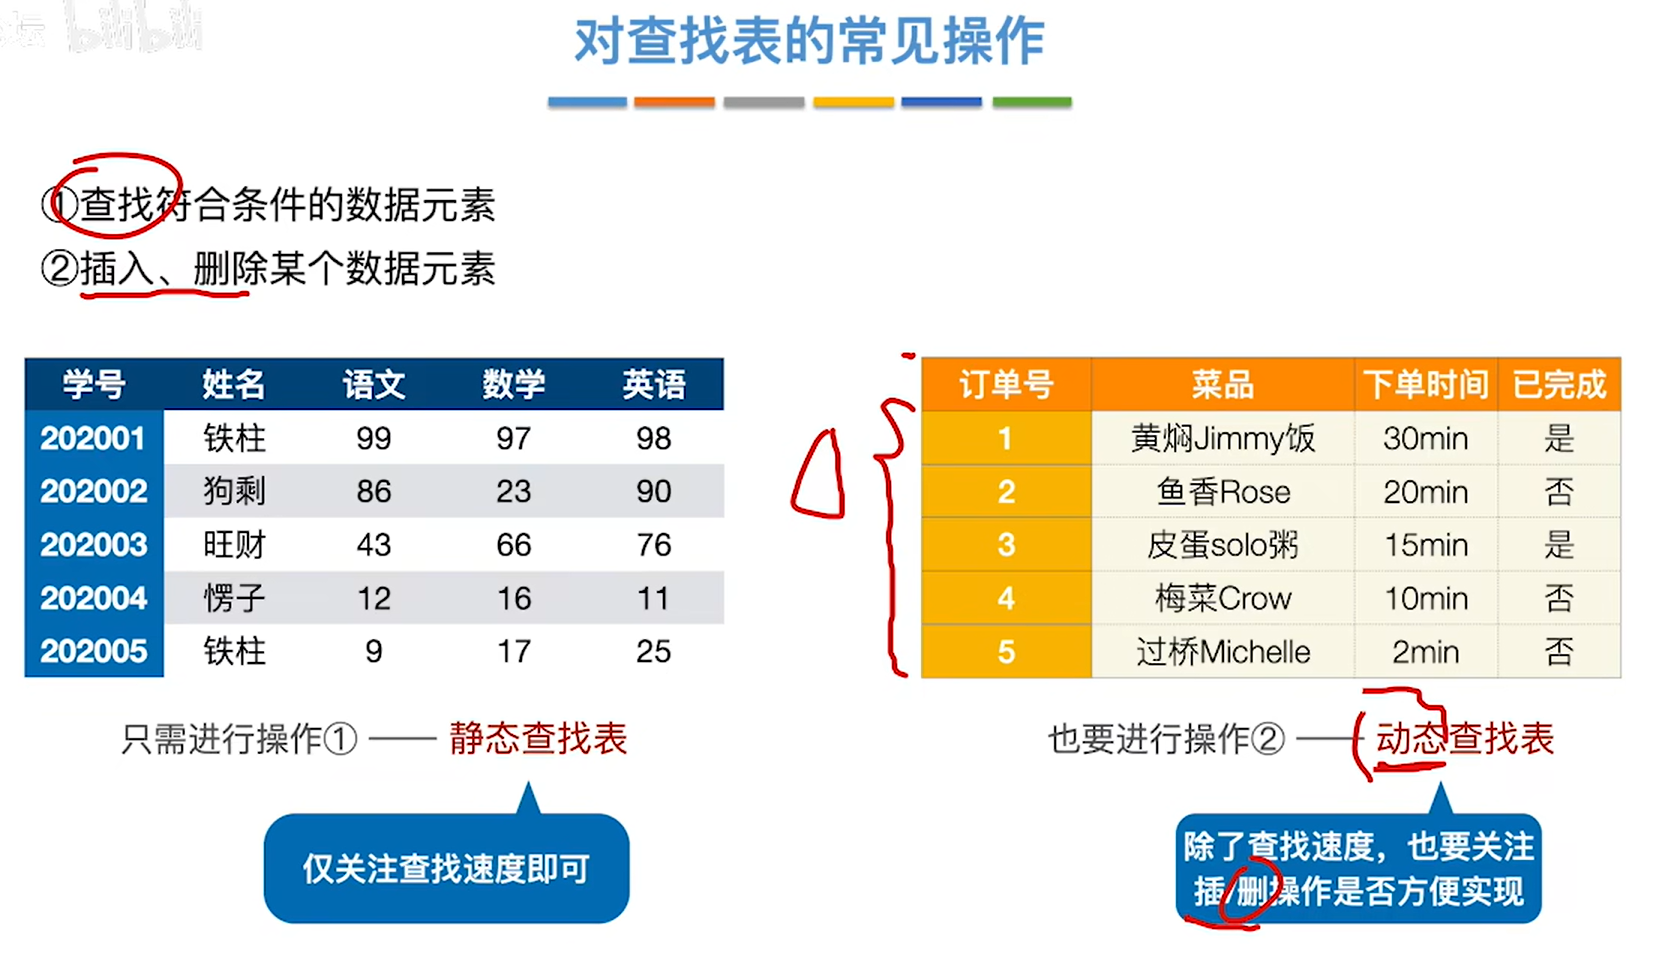 坛 bilibili
对查找表的常见操作
①查找符合条件的数据元素
②插入、删除某个数据元素
学号 姓名 语文 数学 英语
202001 铁柱 99 97 98
202002 狗剩 86 23 90
202003 旺财 43 66 76
202004 愣子 12 16 11
202005 铁柱 9 17 25
只需进行操作① —— 静态查找表
仅关注查找速度即可
订单号 菜品 下单时间 已完成
1 黄焖Jimmy饭 30min 是
2 鱼香Rose 20min 否
3 皮蛋solo粥 15min 是
4 梅菜Crow 10min 否
5 过桥Michelle 2min 否
也要进行操作② —— 动态查找表
除了查找速度，也要关注
插/删操作是否方便实现